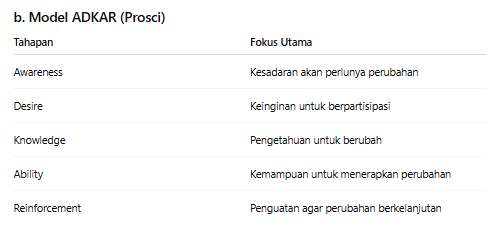 b. Model ADKAR (Prosci)
Tahapan Fokus Utama
Awareness Kesadaran akan perlunya perubahan
Desire Keinginan untuk berpartisipasi
Knowledge Pengetahuan untuk berubah
Ability Kemampuan untuk menerapkan perubahan
Reinforcement Penguatan agar perubahan berkelanjutan